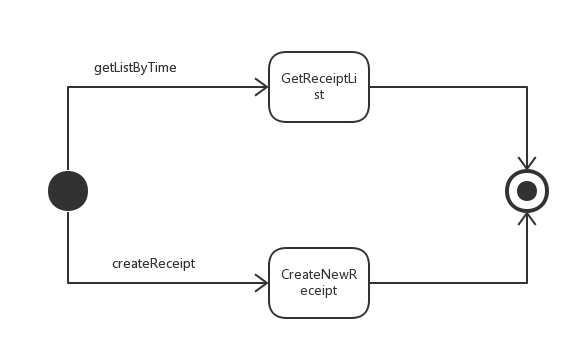 getListByTime
GetReceiptLi
st
createReceipt
CreateNewR
eceipt